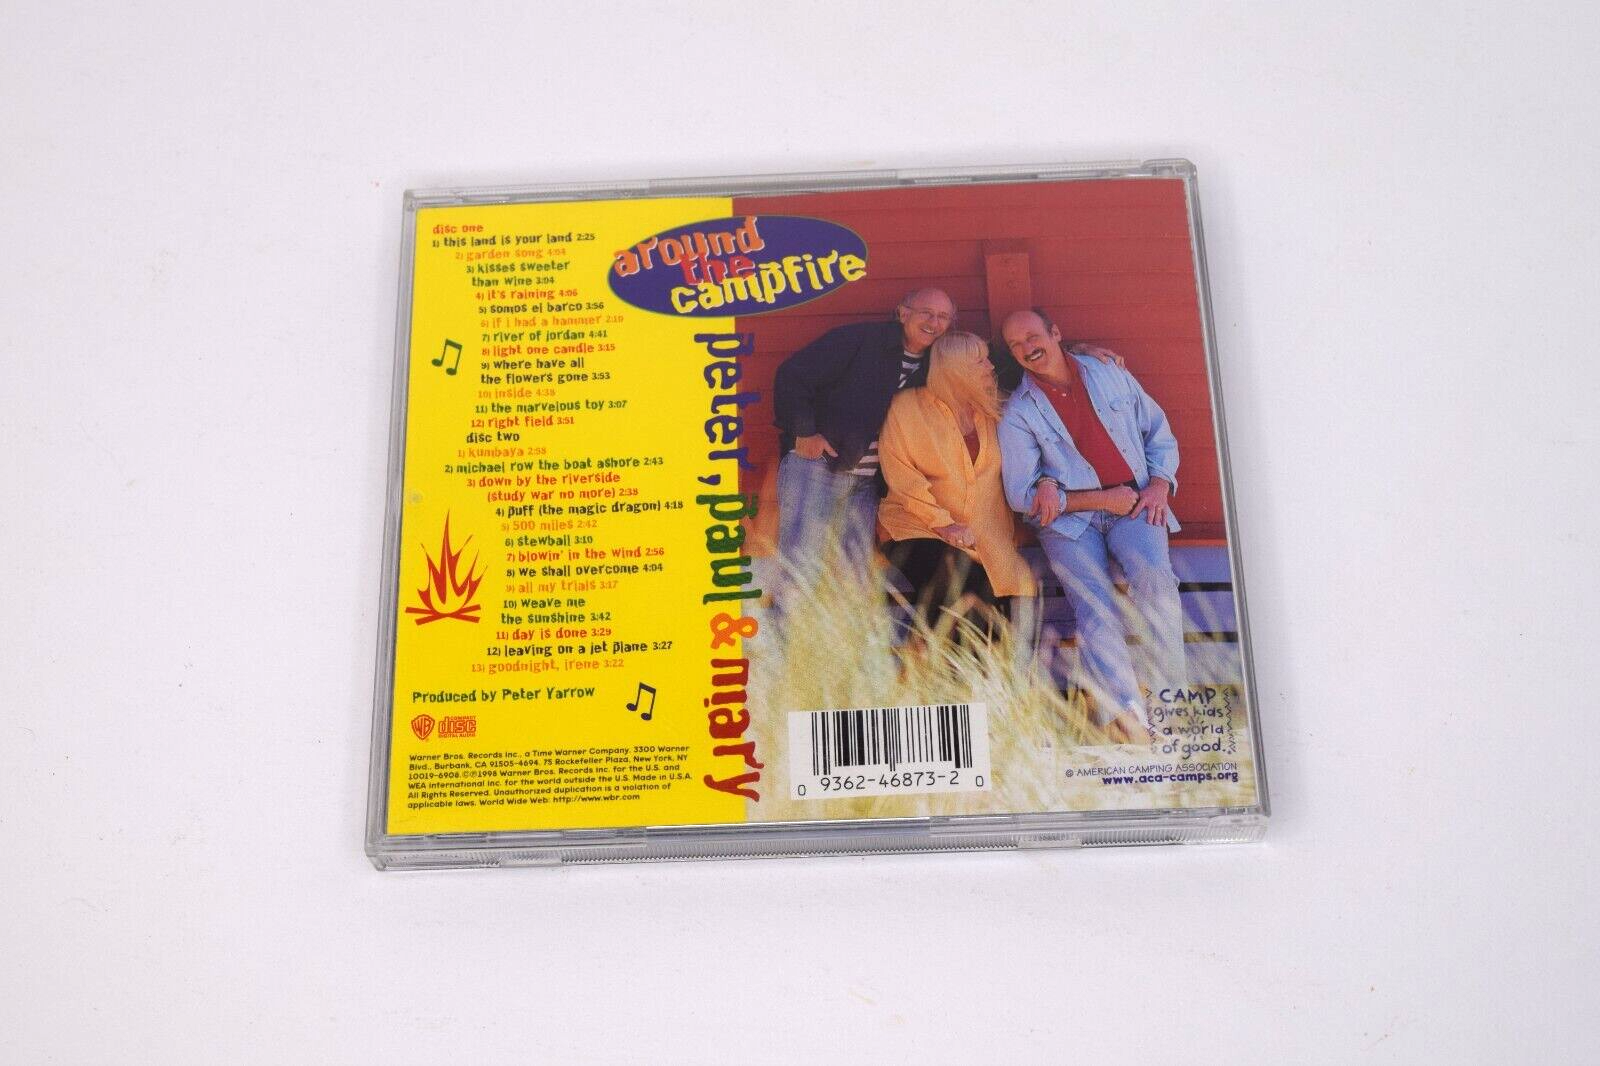 disc one
1) this land is your land 2:25
2) garden song 4:04
3) kisses sweeter
than wine 3:04
4) it's raining 4:06
5) somos el barco 3:56
6) if i had a hammer 2:10
7) river of jordan 4:41
8) light one candle 3:15
9) where have all
the flowers gone 3:53
10) inside 4:38
11) the marvelous toy 3:07
12) right field 3:51
disc two
1) kumbaya 2:58
2) michael row the boat ashore 2:43
3) down by the riverside
(study war no more) 2:38
4) puff (the magic dragon) 4:18
5) 500 miles 2:42
6) stewball 3:10
7) blowin' in the wind 2:56
8) we shall overcome 4:04
9) all my trials 3:17
10) weave me
the sunshine 3:42
11) day is done 3:29
12) leaving on a jet plane 3:27
13) goodnight, irene 3:22
Produced by Peter Yarrow
WB
COMPACT
disc
DIGITAL AUDIO
Warner Bros. Records Inc., a Time Warner Company. 3300 Warner
Blvd., Burbank, CA 91505-4694. 75 Rockefeller Plaza, New York, NY
10019-6908. ©℗1998 Warner Bros. Records Inc. for the U.S. and
WEA International Inc. for the world outside the U.S. Made in U.S.A.
All Rights Reserved. Unauthorized duplication is a violation of
applicable laws. World Wide Web: http://www.wbr.com
around
the
campfire
peter, paul & mary
0 9362-46873-2 0
CAMP
gives kids
a world
of good.
© AMERICAN CAMPING ASSOCIATION
www.aca-camps.org